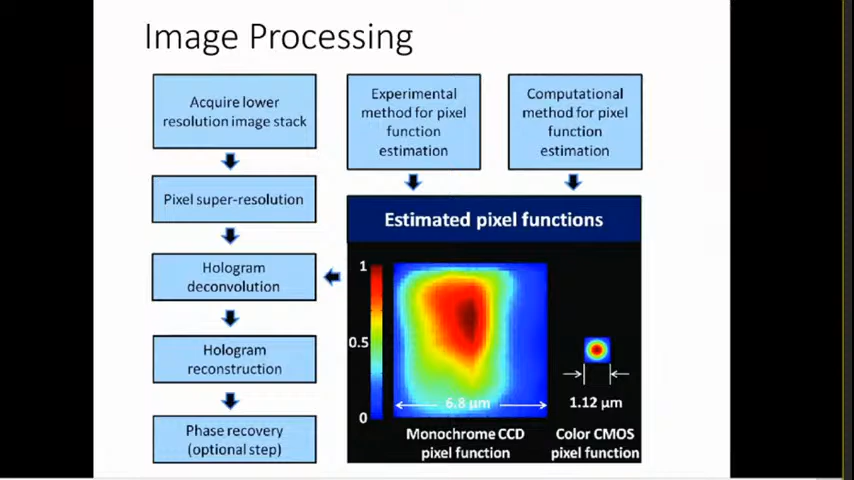 Image Processing
Acquire lower
resolution image stack
Pixel super-resolution
Hologram
deconvolution
Hologram
reconstruction
Phase recovery
(optional step)
Experimental
method for pixel
function
estimation
Computational
method for pixel
function
estimation
Estimated pixel functions
1
0.5
0
6.8 µm
1.12 µm
Monochrome CCD
pixel function
Color CMOS
pixel function